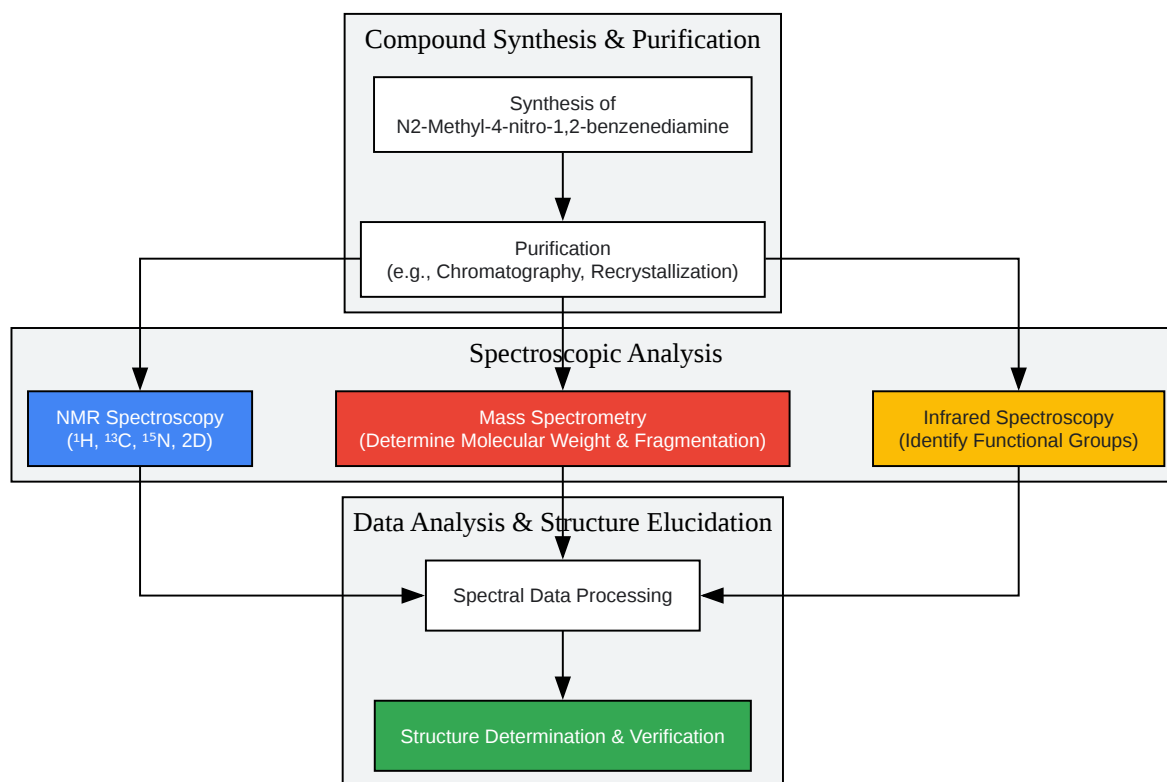 Compound Synthesis & Purification
Synthesis of
N2-Methyl-4-nitro-1,2-benzenediamine
Purification
(e.g., Chromatography, Recrystallization)
Spectroscopic Analysis
NMR Spectroscopy
(¹H, ¹³C, ¹⁵N, 2D)
Mass Spectrometry
(Determine Molecular Weight & Fragmentation)
Infrared Spectroscopy
(Identify Functional Groups)
Data Analysis & Structure Elucidation
Spectral Data Processing
Structure Determination & Verification